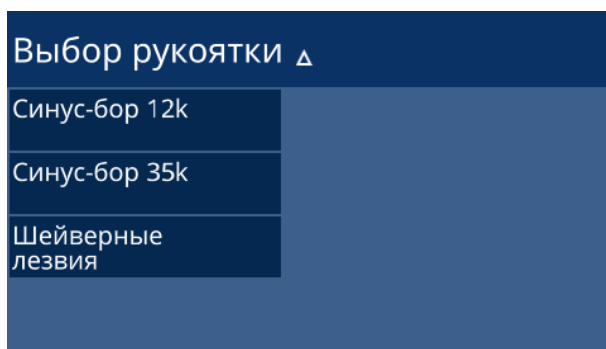 Выбор рукоятки
Синус-бор 12k
Синус-бор 35k
Шейверные
лезвия